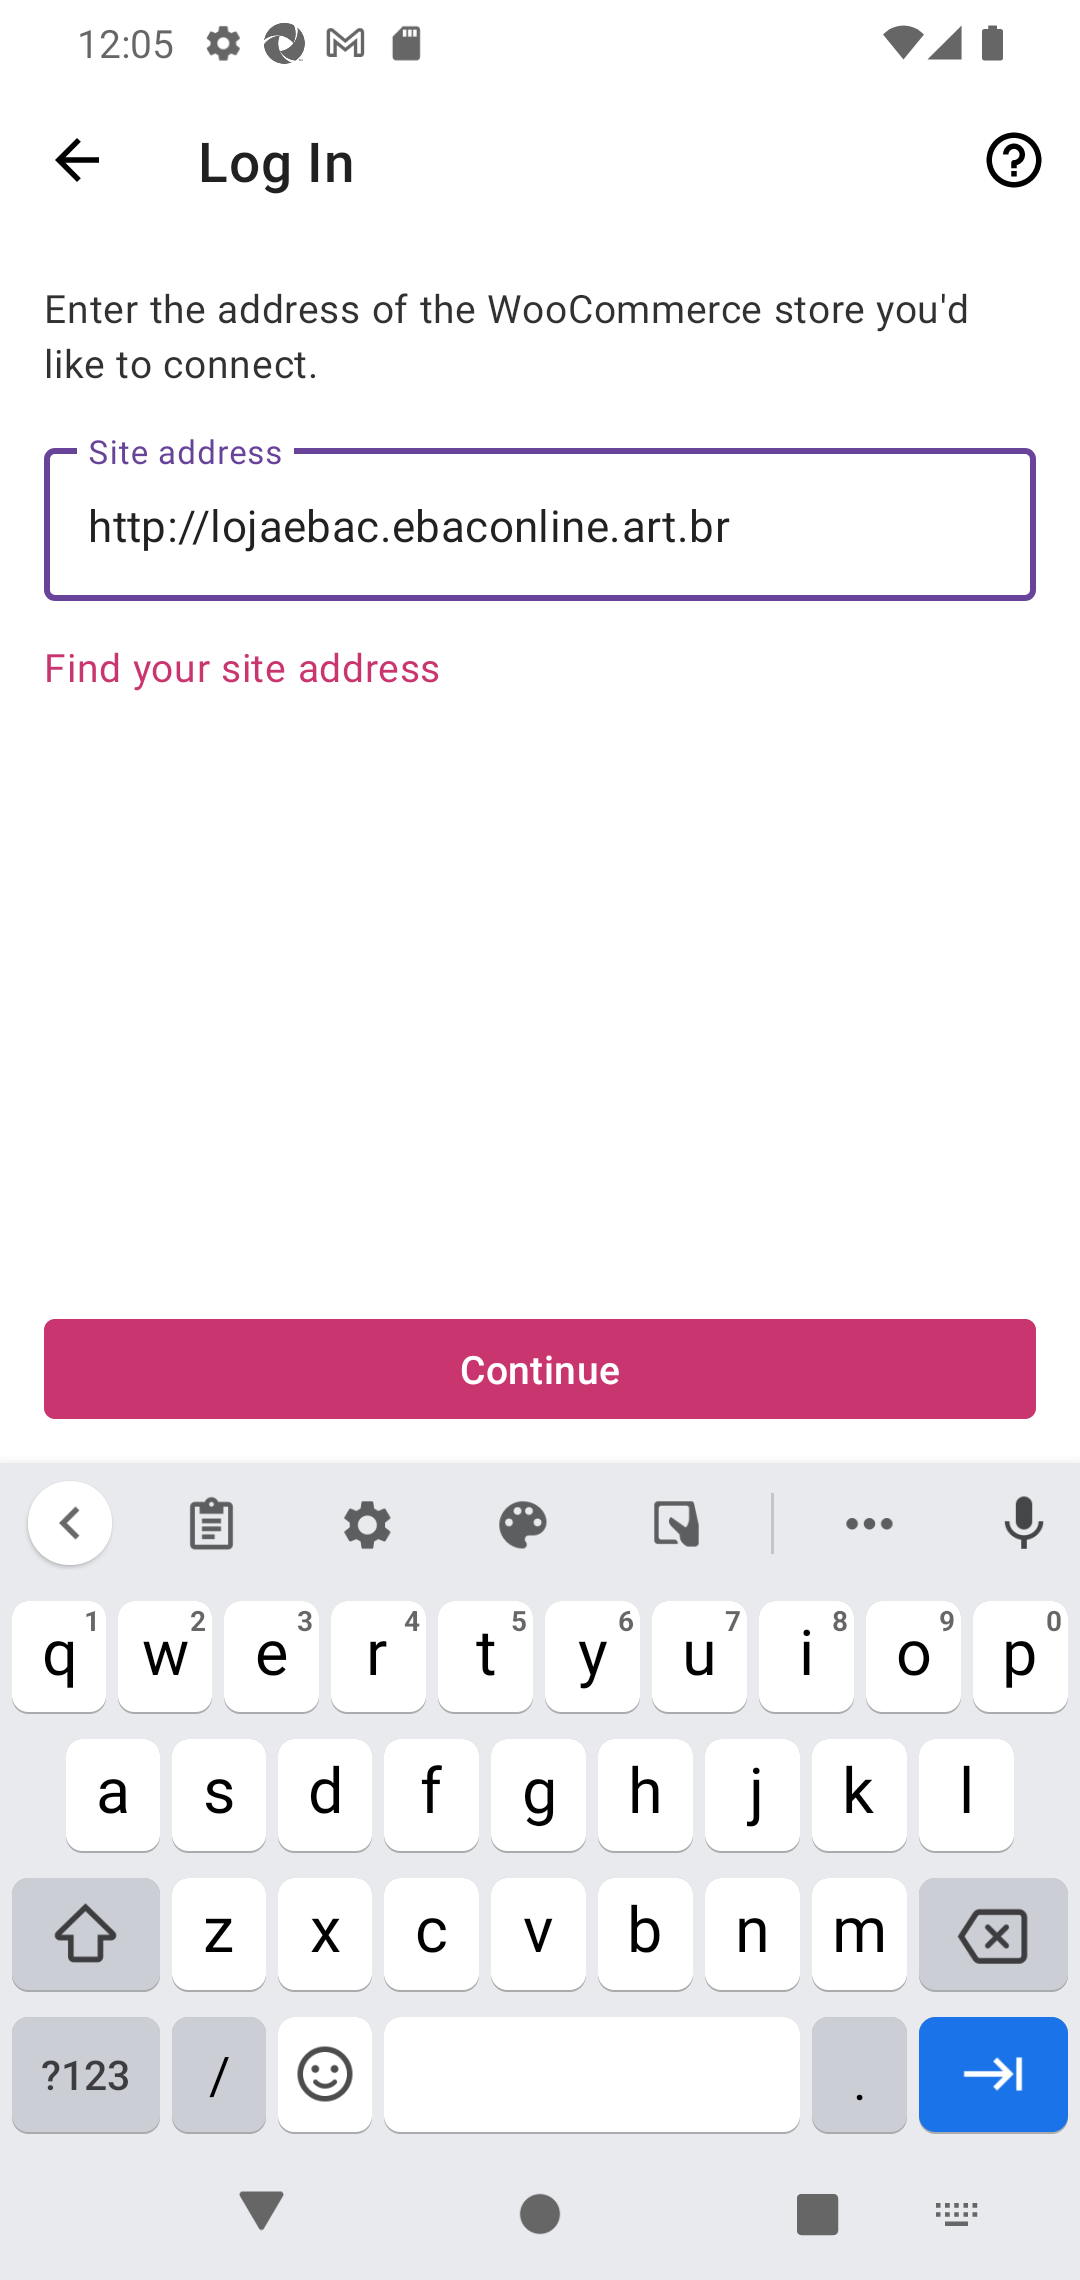 12:05
Log In
Enter the address of the WooCommerce store you'd
like to connect.
Site address
http://lojaebac.ebaconline.art.br
Find your site address
Continue
1 2 3 4 5 6 7 8 9 0
q w e r t y u i o p
a s d f g h j k l
z x c v b n m
?123 / .